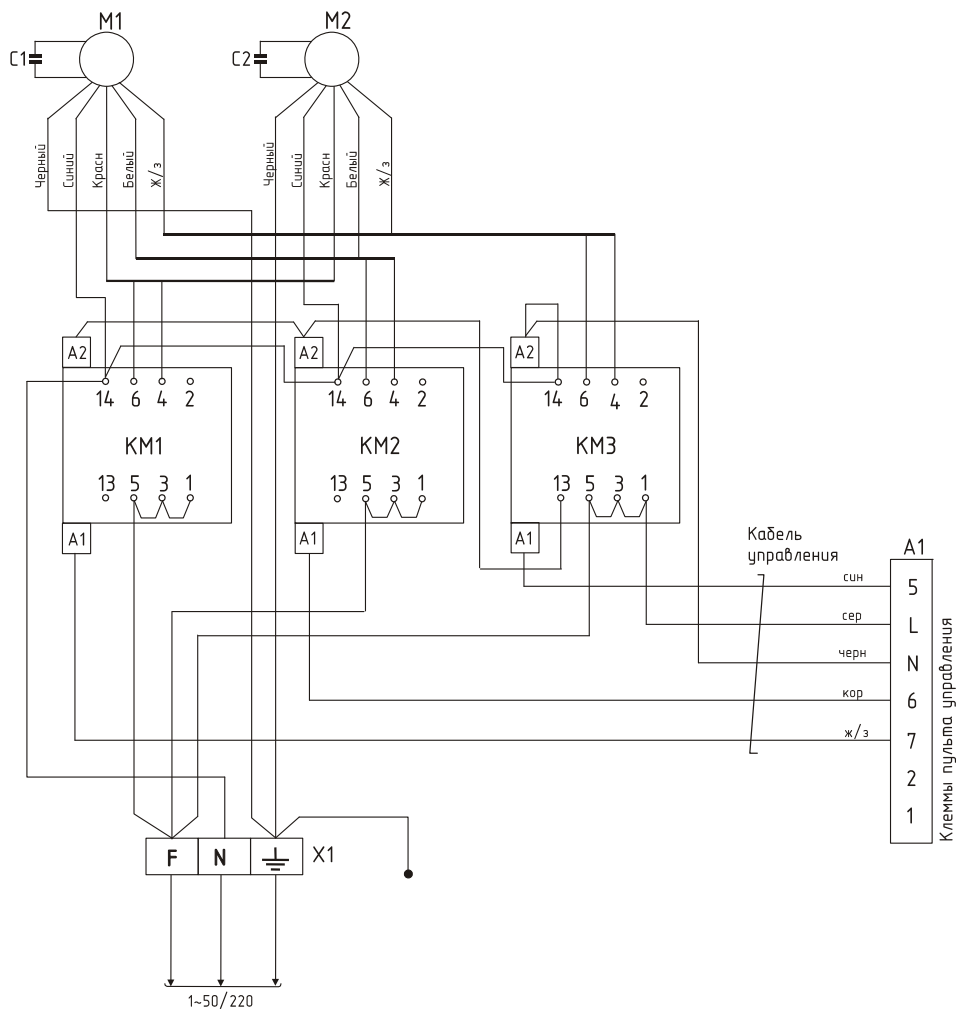 M1
M2
C1
C2
Черный
Синий
Красн
Белый
Ж/з
Черный
Синий
Красн
Белый
Ж/з
A2
A2
A2
14 6 4 2
14 6 4 2
14 6 4 2
КМ1
КМ2
КМ3
13 5 3 1
13 5 3 1
13 5 3 1
A1
A1
A1
Кабель
управления
A1
син
5
сер
L
черн
N
кор
6
ж/з
7
2
1
Клеммы пульта управления
F
N
X1
1~50/220